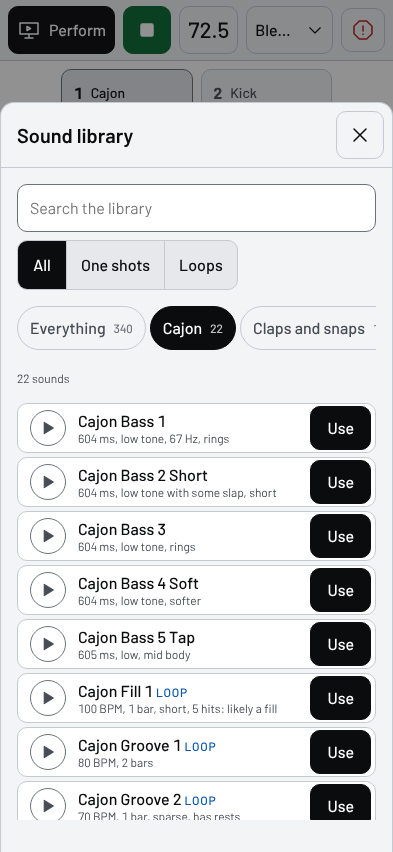 Perform
72.5
Ble...
1 Cajon
2 Kick
Sound library
Search the library
All
One shots
Loops
Everything 340
Cajon 22
Claps and snaps
22 sounds
Cajon Bass 1
604 ms, low tone, 67 Hz, rings
Use
Cajon Bass 2 Short
604 ms, low tone with some slap, short
Use
Cajon Bass 3
604 ms, low tone, rings
Use
Cajon Bass 4 Soft
604 ms, low tone, softer
Use
Cajon Bass 5 Tap
605 ms, low, mid body
Use
Cajon Fill 1 LOOP
100 BPM, 1 bar, short, 5 hits: likely a fill
Use
Cajon Groove 1 LOOP
80 BPM, 2 bars
Use
Cajon Groove 2 LOOP
70 BPM, 1 bar, sparse, has rests
Use